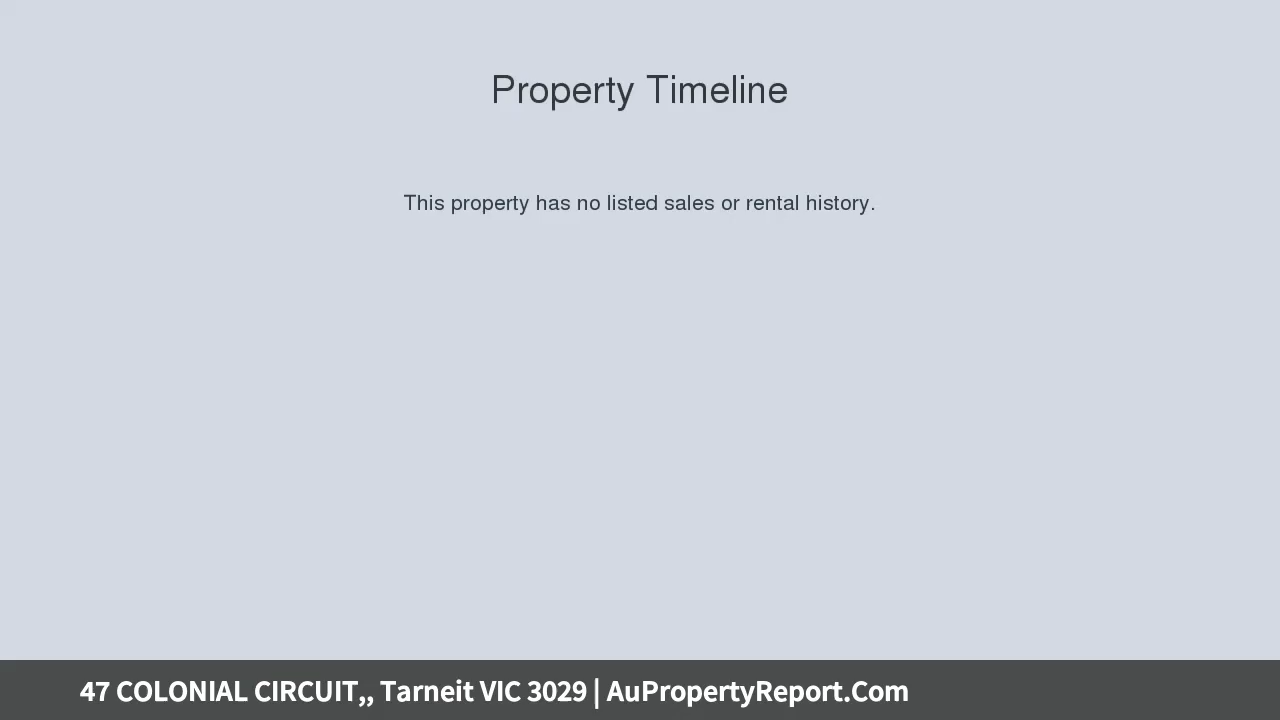 Property Timeline
This property has no listed sales or rental history.
47 COLONIAL CIRCUIT,, Tarneit VIC 3029 | AuPropertyReport.Com